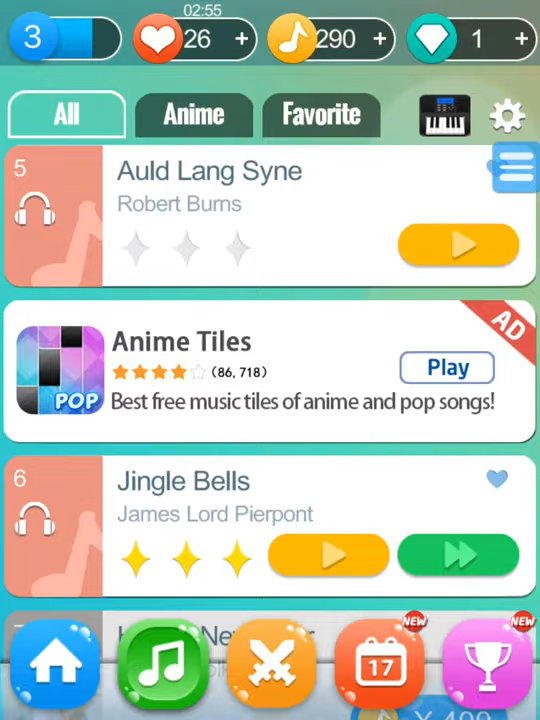 02:55
3
26
+
290
+
1
+
All
Anime
Favorite
5
Auld Lang Syne
Robert Burns
AD
Anime Tiles
(86, 718)
Play
POP
Best free music tiles of anime and pop songs!
6
Jingle Bells
James Lord Pierpont
NEW
NEW
17